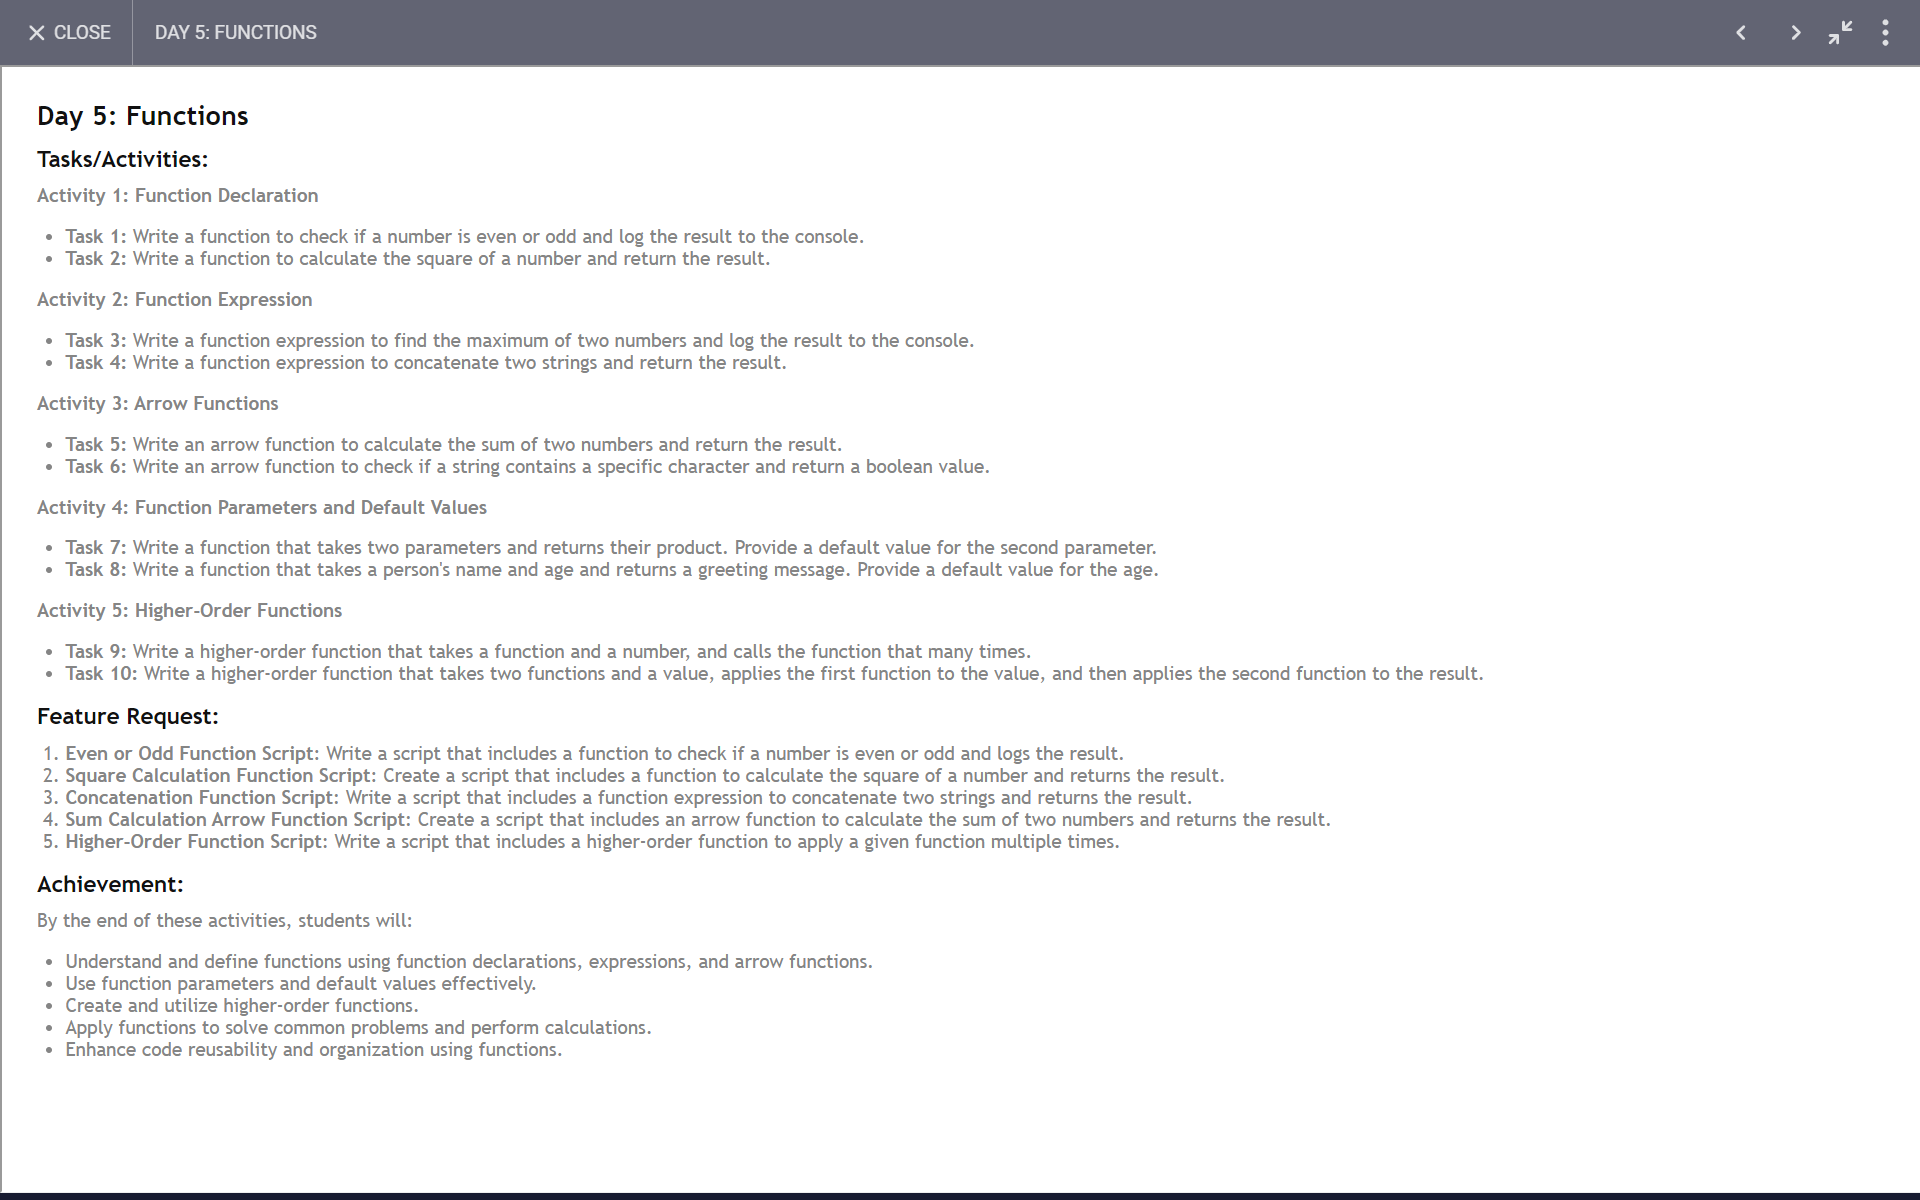 CLOSE
DAY 5: FUNCTIONS
Day 5: Functions
Tasks/Activities:
Activity 1: Function Declaration
• Task 1: Write a function to check if a number is even or odd and log the result to the console.
• Task 2: Write a function to calculate the square of a number and return the result.
Activity 2: Function Expression
• Task 3: Write a function expression to find the maximum of two numbers and log the result to the console.
• Task 4: Write a function expression to concatenate two strings and return the result.
Activity 3: Arrow Functions
• Task 5: Write an arrow function to calculate the sum of two numbers and return the result.
• Task 6: Write an arrow function to check if a string contains a specific character and return a boolean value.
Activity 4: Function Parameters and Default Values
• Task 7: Write a function that takes two parameters and returns their product. Provide a default value for the second parameter.
• Task 8: Write a function that takes a person's name and age and returns a greeting message. Provide a default value for the age.
Activity 5: Higher-Order Functions
• Task 9: Write a higher-order function that takes a function and a number, and calls the function that many times.
• Task 10: Write a higher-order function that takes two functions and a value, applies the first function to the value, and then applies the second function to the result.
Feature Request:
1. Even or Odd Function Script: Write a script that includes a function to check if a number is even or odd and logs the result.
2. Square Calculation Function Script: Create a script that includes a function to calculate the square of a number and returns the result.
3. Concatenation Function Script: Write a script that includes a function expression to concatenate two strings and returns the result.
4. Sum Calculation Arrow Function Script: Create a script that includes an arrow function to calculate the sum of two numbers and returns the result.
5. Higher-Order Function Script: Write a script that includes a higher-order function to apply a given function multiple times.
Achievement:
By the end of these activities, students will:
• Understand and define functions using function declarations, expressions, and arrow functions.
• Use function parameters and default values effectively.
• Create and utilize higher-order functions.
• Apply functions to solve common problems and perform calculations.
• Enhance code reusability and organization using functions.